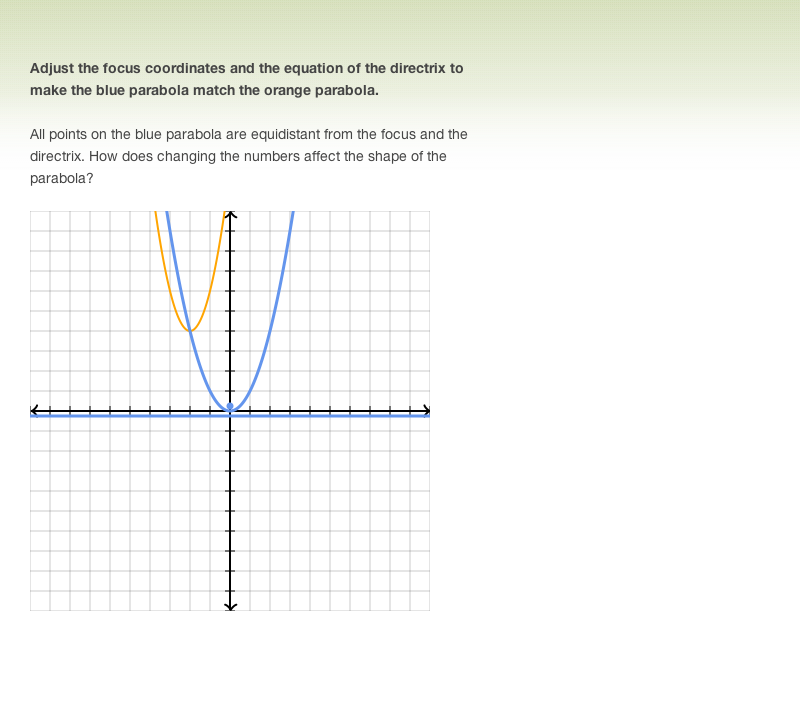 Adjust the focus coordinates and the equation of the directrix to
make the blue parabola match the orange parabola.
All points on the blue parabola are equidistant from the focus and the
directrix. How does changing the numbers affect the shape of the
parabola?